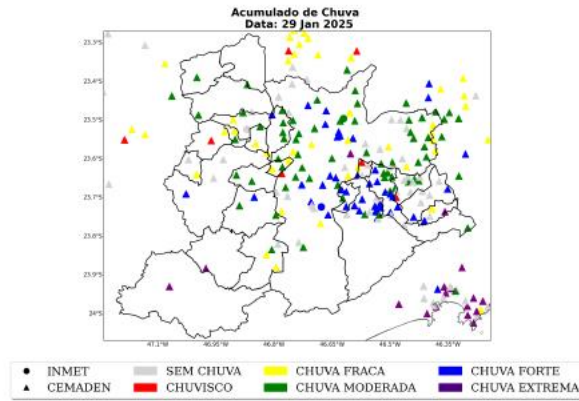 Acumulado de Chuva
Data: 29 Jan 2025
23.3°S
23.4°S
23.5°S
23.6°S
23.7°S
23.8°S
23.9°S
24°S
47.1°W
46.95°W
46.8°W
46.65°W
46.5°W
46.35°W
INMET
SEM CHUVA
CHUVA FRACA
CHUVA FORTE
CEMADEN
CHUVISCO
CHUVA MODERADA
CHUVA EXTREMA